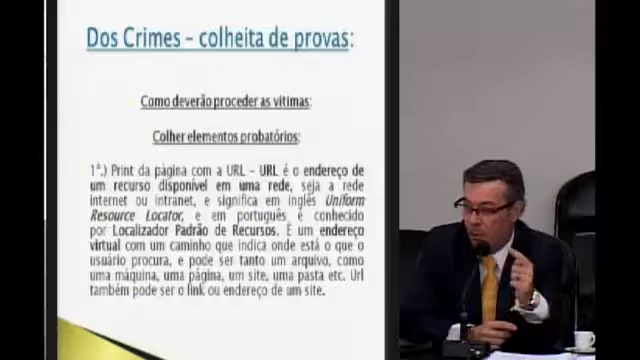 Dos Crimes – colheita de provas:
Como deverão proceder as vítimas:
Colher elementos probatórios:
1ª.) Print da página com a URL – URL é o endereço de
um recurso disponível em uma rede, seja a rede
internet ou intranet, e significa em inglês Uniform
Resource Locator, e em português é conhecido
por Localizador Padrão de Recursos. É um endereço
virtual com um caminho que indica onde está o que o
usuário procura, e pode ser tanto um arquivo, como
uma máquina, uma página, um site, uma pasta etc. Url
também pode ser o link ou endereço de um site.